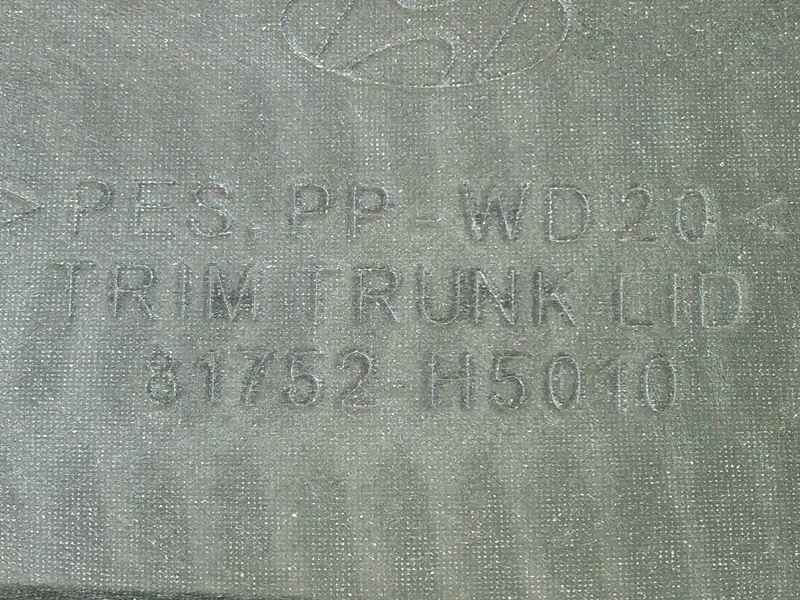 >PES, PP-WD20<
TRIM TRUNK LID
81752 H5010